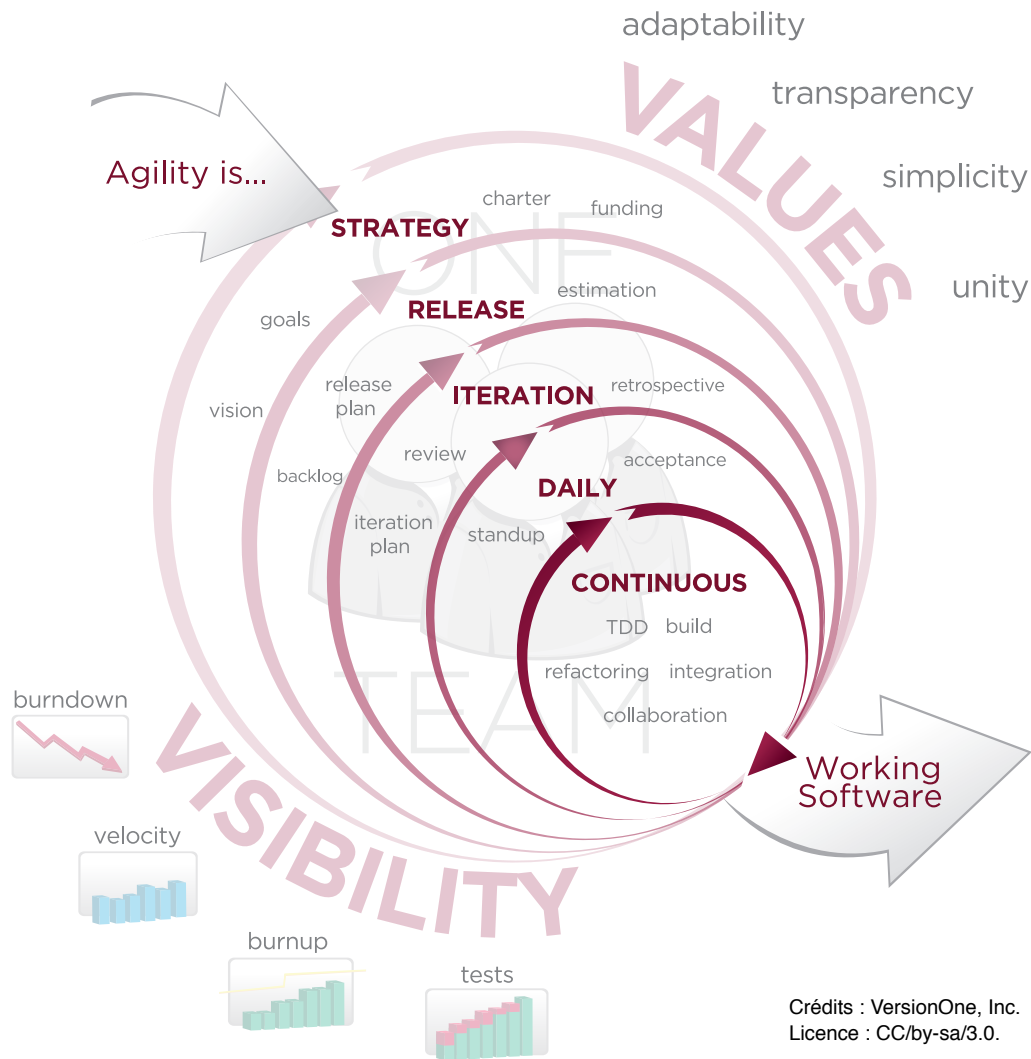 adaptability
transparency
simplicity
unity
VALUES
Agility is...
STRATEGY
charter
funding
ONE
goals
vision
RELEASE
estimation
release
plan
backlog
ITERATION
retrospective
review
iteration
plan
DAILY
acceptance
standup
CONTINUOUS
TDD
build
refactoring
integration
collaboration
TEAM
Working
Software
VISIBILITY
burndown
velocity
burnup
tests
Crédits : VersionOne, Inc.
Licence : CC/by-sa/3.0.